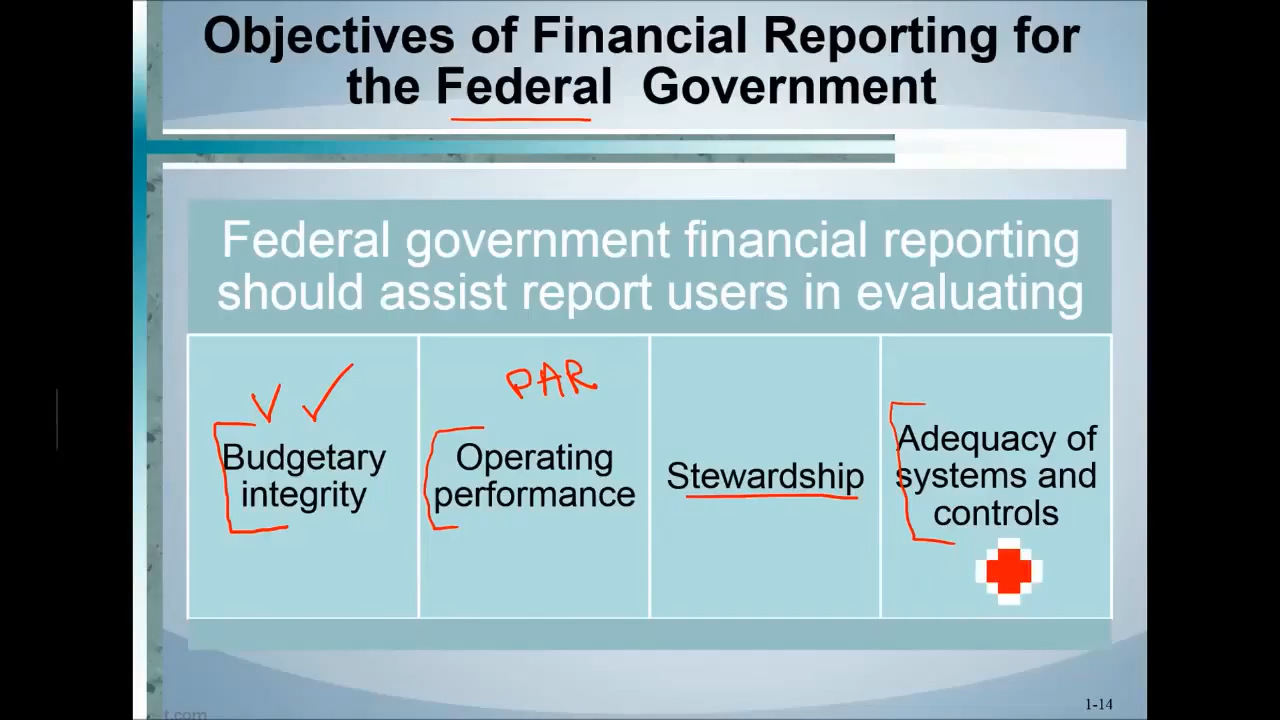 Objectives of Financial Reporting for
the Federal Government
Federal government financial reporting
should assist report users in evaluating
PAR
Budgetary
integrity
Operating
performance
Stewardship
Adequacy of
systems and
controls
1-14
t.com